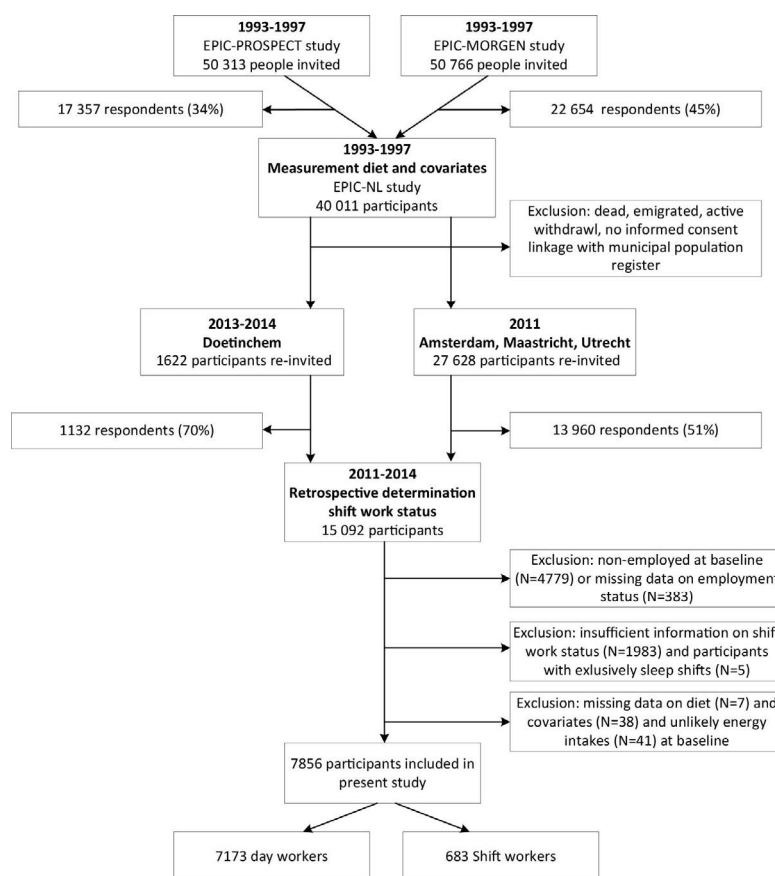 1993-1997
EPIC-PROSPECT study
50 313 people invited
1993-1997
EPIC-MORGEN study
50 766 people invited
17 357 respondents (34%)
22 654 respondents (45%)
1993-1997
Measurement diet and covariates
EPIC-NL study
40 011 participants
Exclusion: dead, emigrated, active
withdrawl, no informed consent
linkage with municipal population
register
2013-2014
Doetinchem
1622 participants re-invited
2011
Amsterdam, Maastricht, Utrecht
27 628 participants re-invited
1132 respondents (70%)
13 960 respondents (51%)
2011-2014
Retrospective determination
shift work status
15 092 participants
Exclusion: non-employed at baseline
(N=4779) or missing data on employment
status (N=383)
Exclusion: insufficient information on shift
work status (N=1983) and participants
with exlusively sleep shifts (N=5)
Exclusion: missing data on diet (N=7) and
covariates (N=38) and unlikely energy
intakes (N=41) at baseline
7856 participants included in
present study
7173 day workers
683 Shift workers